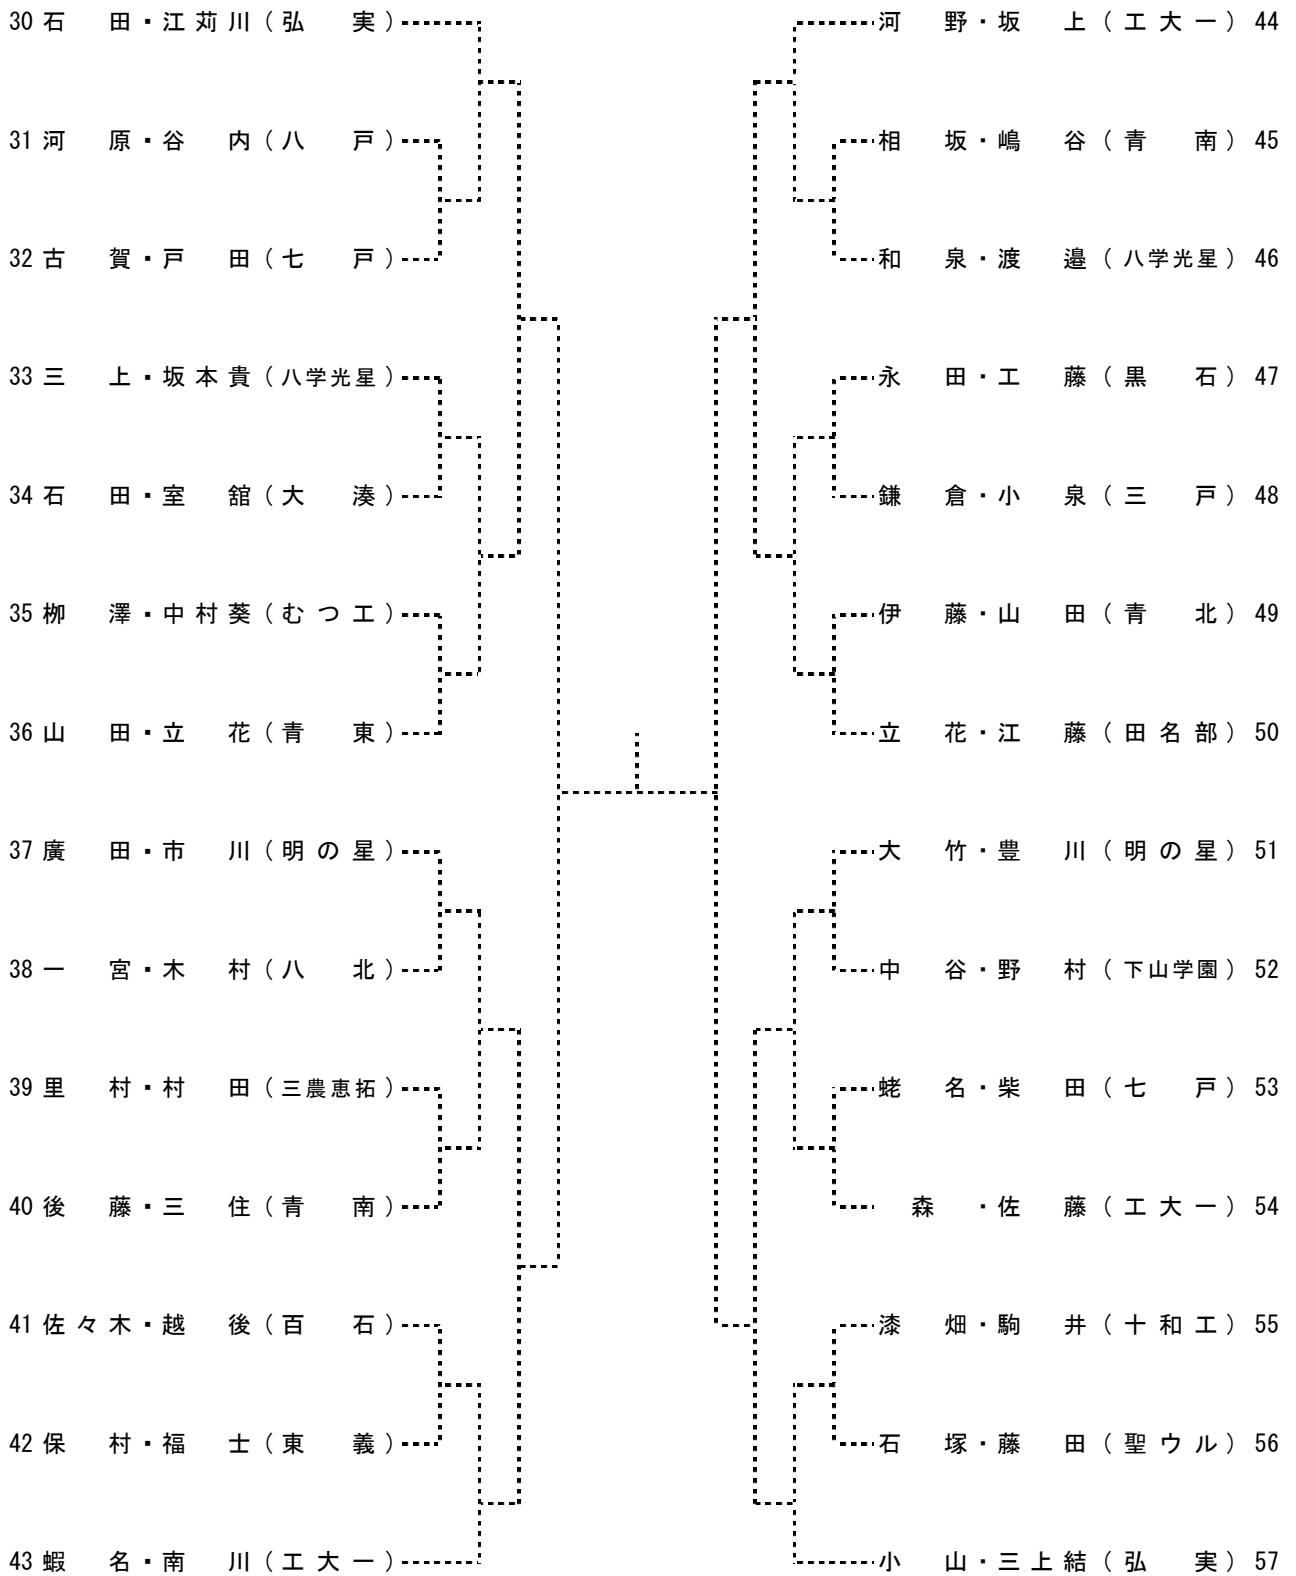 30 石 田・江苅川(弘 実)
31 河 原・谷 内(八 戸)
32 古 賀・戸 田(七 戸)
33 三 上・坂本貴(八学光星)
34 石 田・室 舘(大 湊)
35 栁 澤・中村葵(むつ工)
36 山 田・立 花(青 東)
37 廣 田・市 川(明の星)
38 一 宮・木 村(八 北)
39 里 村・村 田(三農恵拓)
40 後 藤・三 住(青 南)
41 佐々木・越 後(百 石)
42 保 村・福 士(東 義)
43 蝦 名・南 川(工大一)
河 野・坂 上(工大一) 44
相 坂・嶋 谷(青 南) 45
和 泉・渡 邉(八学光星) 46
永 田・工 藤(黒 石) 47
鎌 倉・小 泉(三 戸) 48
伊 藤・山 田(青 北) 49
立 花・江 藤(田名部) 50
大 竹・豊 川(明の星) 51
中 谷・野 村(下山学園) 52
蛯 名・柴 田(七 戸) 53
森 ・佐 藤(工大一) 54
漆 畑・駒 井(十和工) 55
石 塚・藤 田(聖ウル) 56
小 山・三上結(弘 実) 57